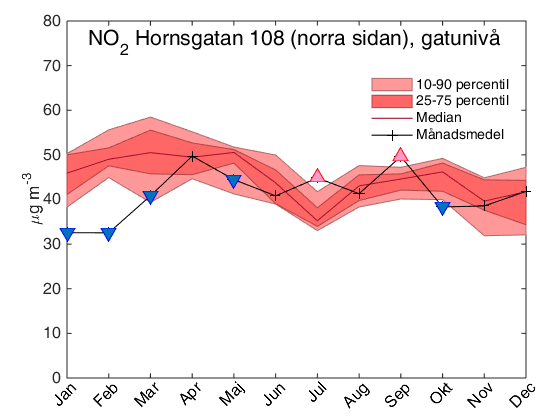 NO2 Hornsgatan 108 (norra sidan), gatunivå
10-90 percentil
25-75 percentil
Median
Månadsmedel
µg m-3
80
70
60
50
40
30
20
10
0
Jan Feb Mar Apr Maj Jun Jul Aug Sep Okt Nov Dec